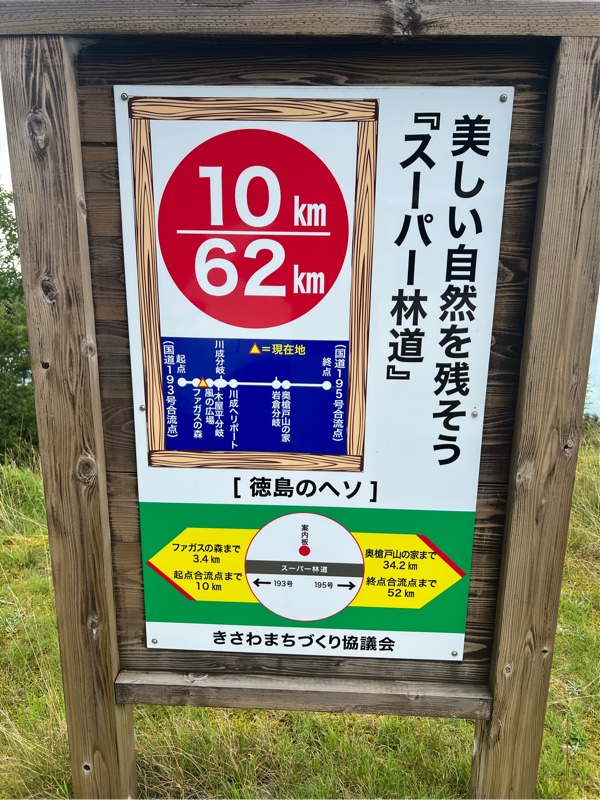 美しい自然を残そう
『スーパー林道』
10km
62km
▲=現在地
(国道193号合流点)
起点
ファガスの森
風の広場
川成分岐
木屋平分岐
川成ヘリポート
岩倉分岐
奥槍戸山の家
終点
(国道195号合流点)
[徳島のヘソ]
ファガスの森まで
3.4km
起点合流点まで
10km
案内板
スーパー林道
←193号
195号→
奥槍戸山の家まで
34.2km
終点合流点まで
52km
きさわまちづくり協議会